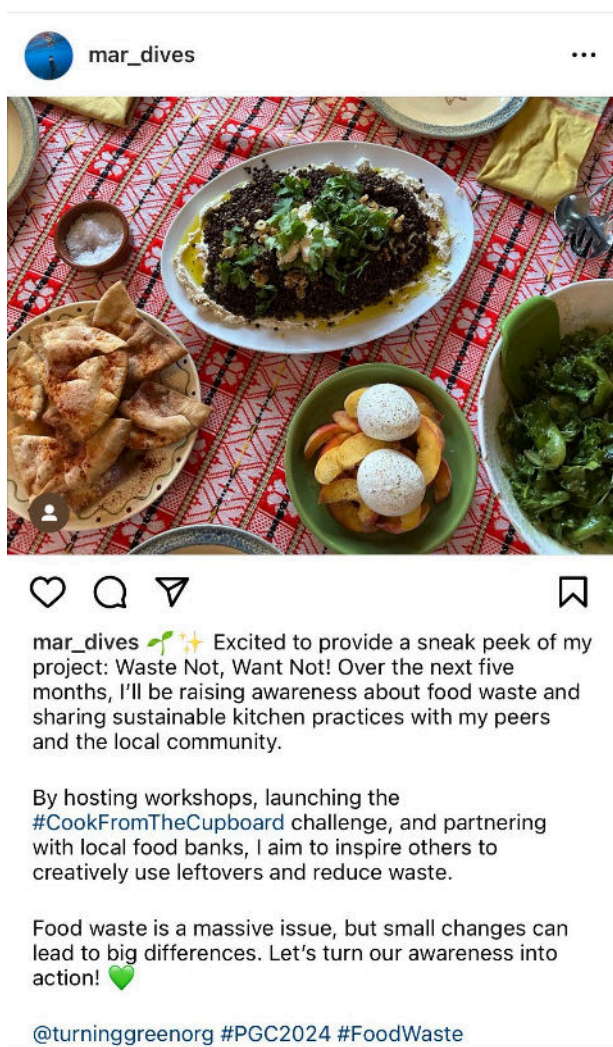 mar_dives
mar_dives 🌱✨ Excited to provide a sneak peek of my
project: Waste Not, Want Not! Over the next five
months, I’ll be raising awareness about food waste and
sharing sustainable kitchen practices with my peers
and the local community.
By hosting workshops, launching the
#CookFromTheCupboard challenge, and partnering
with local food banks, I aim to inspire others to
creatively use leftovers and reduce waste.
Food waste is a massive issue, but small changes can
lead to big differences. Let’s turn our awareness into
action! 💚
@turninggreenorg #PGC2024 #FoodWaste